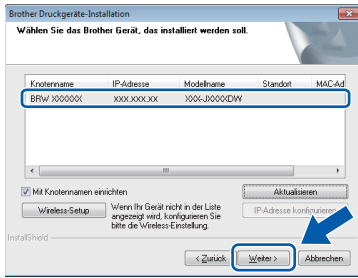 Brother Druckgeräte-Installation
Wählen Sie das Brother Gerät, das installiert werden soll.
Knotenname IP-Adresse Modellname Standort MAC-Ad
BRW XXXXXX XXX.XXX.XX XXX-JXXXXDW
Mit Knotennamen einrichten
Aktualisieren
Wireless-Setup
Wenn Ihr Gerät nicht in der Liste
angezeigt wird, konfigurieren Sie
bitte die Wireless-Einstellung.
IP-Adresse konfigurieren
InstallShield
< Zurück Weiter > Abbrechen